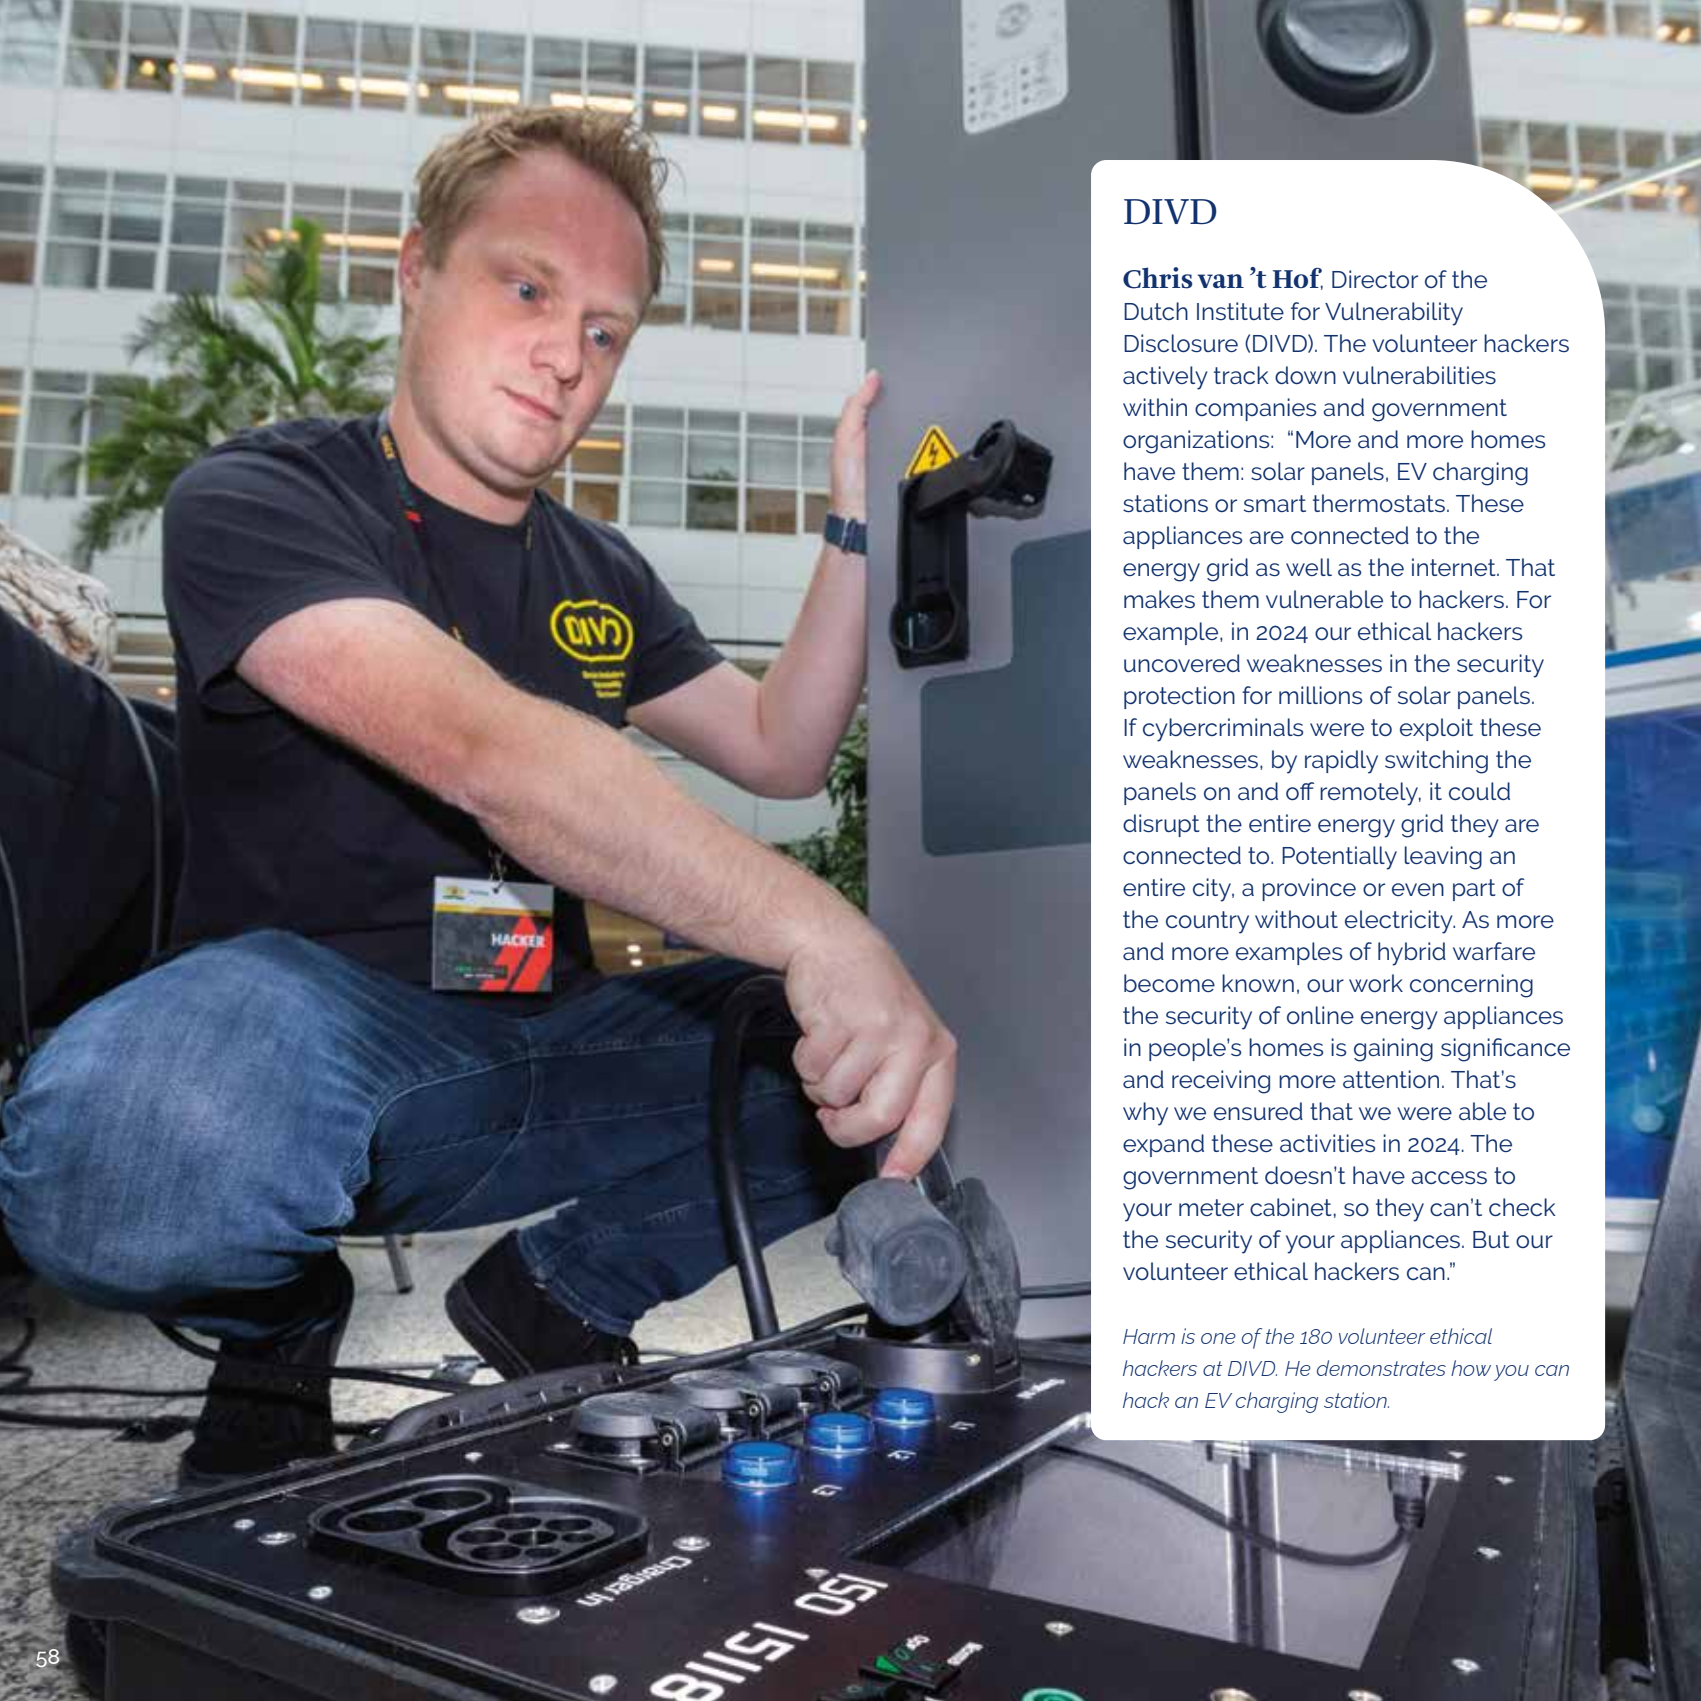 DIVD
Chris van ’t Hof, Director of the
Dutch Institute for Vulnerability
Disclosure (DIVD). The volunteer hackers
actively track down vulnerabilities
within companies and government
organizations:  “More and more homes
have them: solar panels, EV charging
stations or smart thermostats. These
appliances are connected to the
energy grid as well as the internet. That
makes them vulnerable to hackers. For
example, in 2024 our ethical hackers
uncovered weaknesses in the security
protection for millions of solar panels.
If cybercriminals were to exploit these
weaknesses, by rapidly switching the
panels on and off remotely, it could
disrupt the entire energy grid they are
connected to. Potentially leaving an
entire city, a province or even part of
the country without electricity. As more
and more examples of hybrid warfare
become known, our work concerning
the security of online energy appliances
in people’s homes is gaining significance
and receiving more attention. That’s
why we ensured that we were able to
expand these activities in 2024. The
government doesn’t have access to
your meter cabinet, so they can’t check
the security of your appliances. But our
volunteer ethical hackers can.”
Harm is one of the 180 volunteer ethical
hackers at DIVD. He demonstrates how you can
hack an EV charging station.
DIVD
HACKER
L1
L2
L3
Charger In
ISO 15118
58